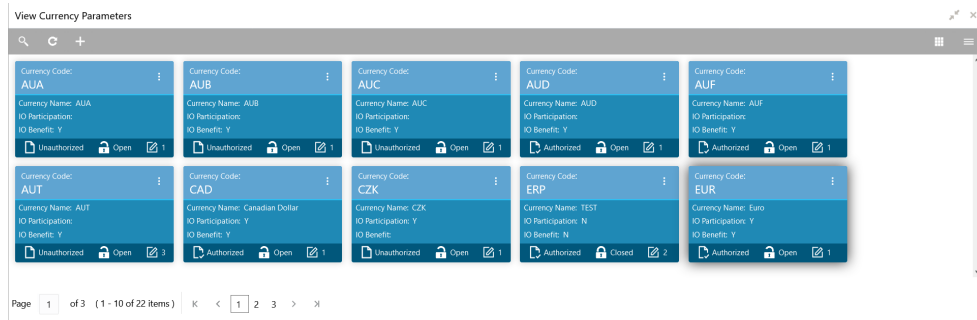 View Currency Parameters
Currency Code: Currency Code: Currency Code: Currency Code: Currency Code:
AUA AUB AUC AUD AUF
Currency Name: AUA Currency Name: AUB Currency Name: AUC Currency Name: AUD Currency Name: AUF
IO Participation: IO Participation: IO Participation: IO Participation: IO Participation:
IO Benefit: Y IO Benefit: Y IO Benefit: Y IO Benefit: Y IO Benefit: Y
Unauthorized Open 1 Unauthorized Open 1 Unauthorized Open 1 Authorized Open 1 Authorized Open 1
Currency Code: Currency Code: Currency Code: Currency Code: Currency Code:
AUT CAD CZK ERP EUR
Currency Name: AUT Currency Name: Canadian Dollar Currency Name: CZK Currency Name: TEST Currency Name: Euro
IO Participation: IO Participation: Y IO Participation: Y IO Participation: N IO Participation: Y
IO Benefit: Y IO Benefit: Y IO Benefit: IO Benefit: N IO Benefit: Y
Unauthorized Open 3 Authorized Open 1 Unauthorized Open 1 Authorized Closed 2 Authorized Open 1
Page 1 of 3 (1 - 10 of 22 items) 1 2 3